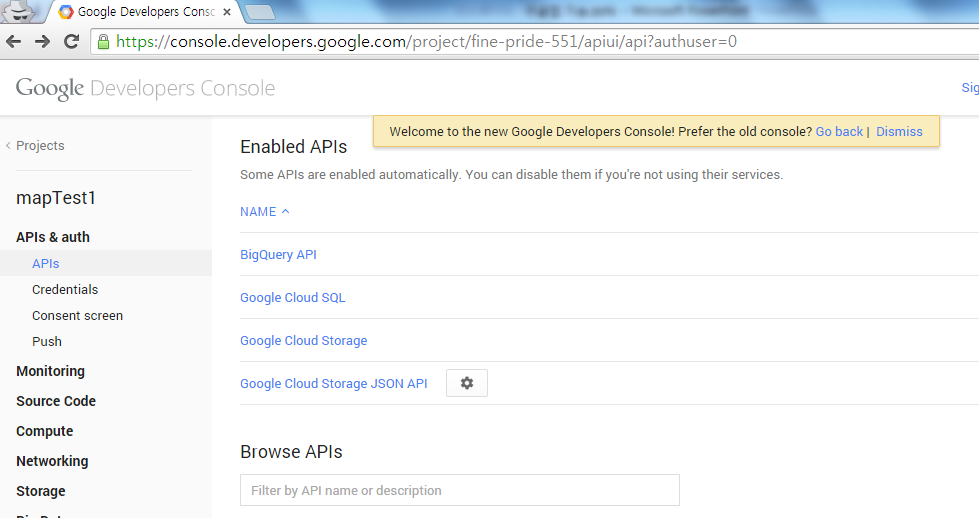 Google Developers Consc
https://console.developers.google.com/project/fine-pride-551/apiui/api?authuser=0
Google Developers Console
Sig
Welcome to the new Google Developers Console! Prefer the old console? Go back | Dismiss
Projects
mapTest1
APIs & auth
APIs
Credentials
Consent screen
Push
Monitoring
Source Code
Compute
Networking
Storage
Enabled APIs
Some APIs are enabled automatically. You can disable them if you're not using their services.
NAME
BigQuery API
Google Cloud SQL
Google Cloud Storage
Google Cloud Storage JSON API
Browse APIs
Filter by API name or description